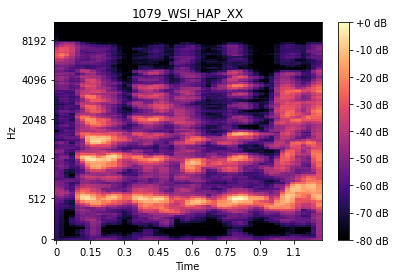 1079_WSI_HAP_XX
8192
4096
2048
1024
512
0
Hz
0
0.15
0.3
0.45
0.6
0.75
0.9
1.1
Time
+0 dB
-10 dB
-20 dB
-30 dB
-40 dB
-50 dB
-60 dB
-70 dB
-80 dB